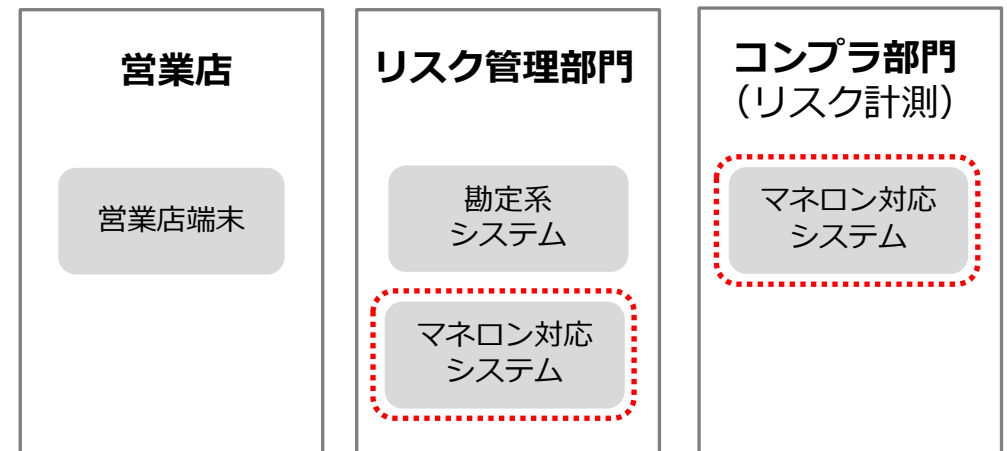 営業店
営業店端末
リスク管理部門
勘定系
システム
マネロン対応
システム
コンプラ部門
（リスク計測）
マネロン対応
システム